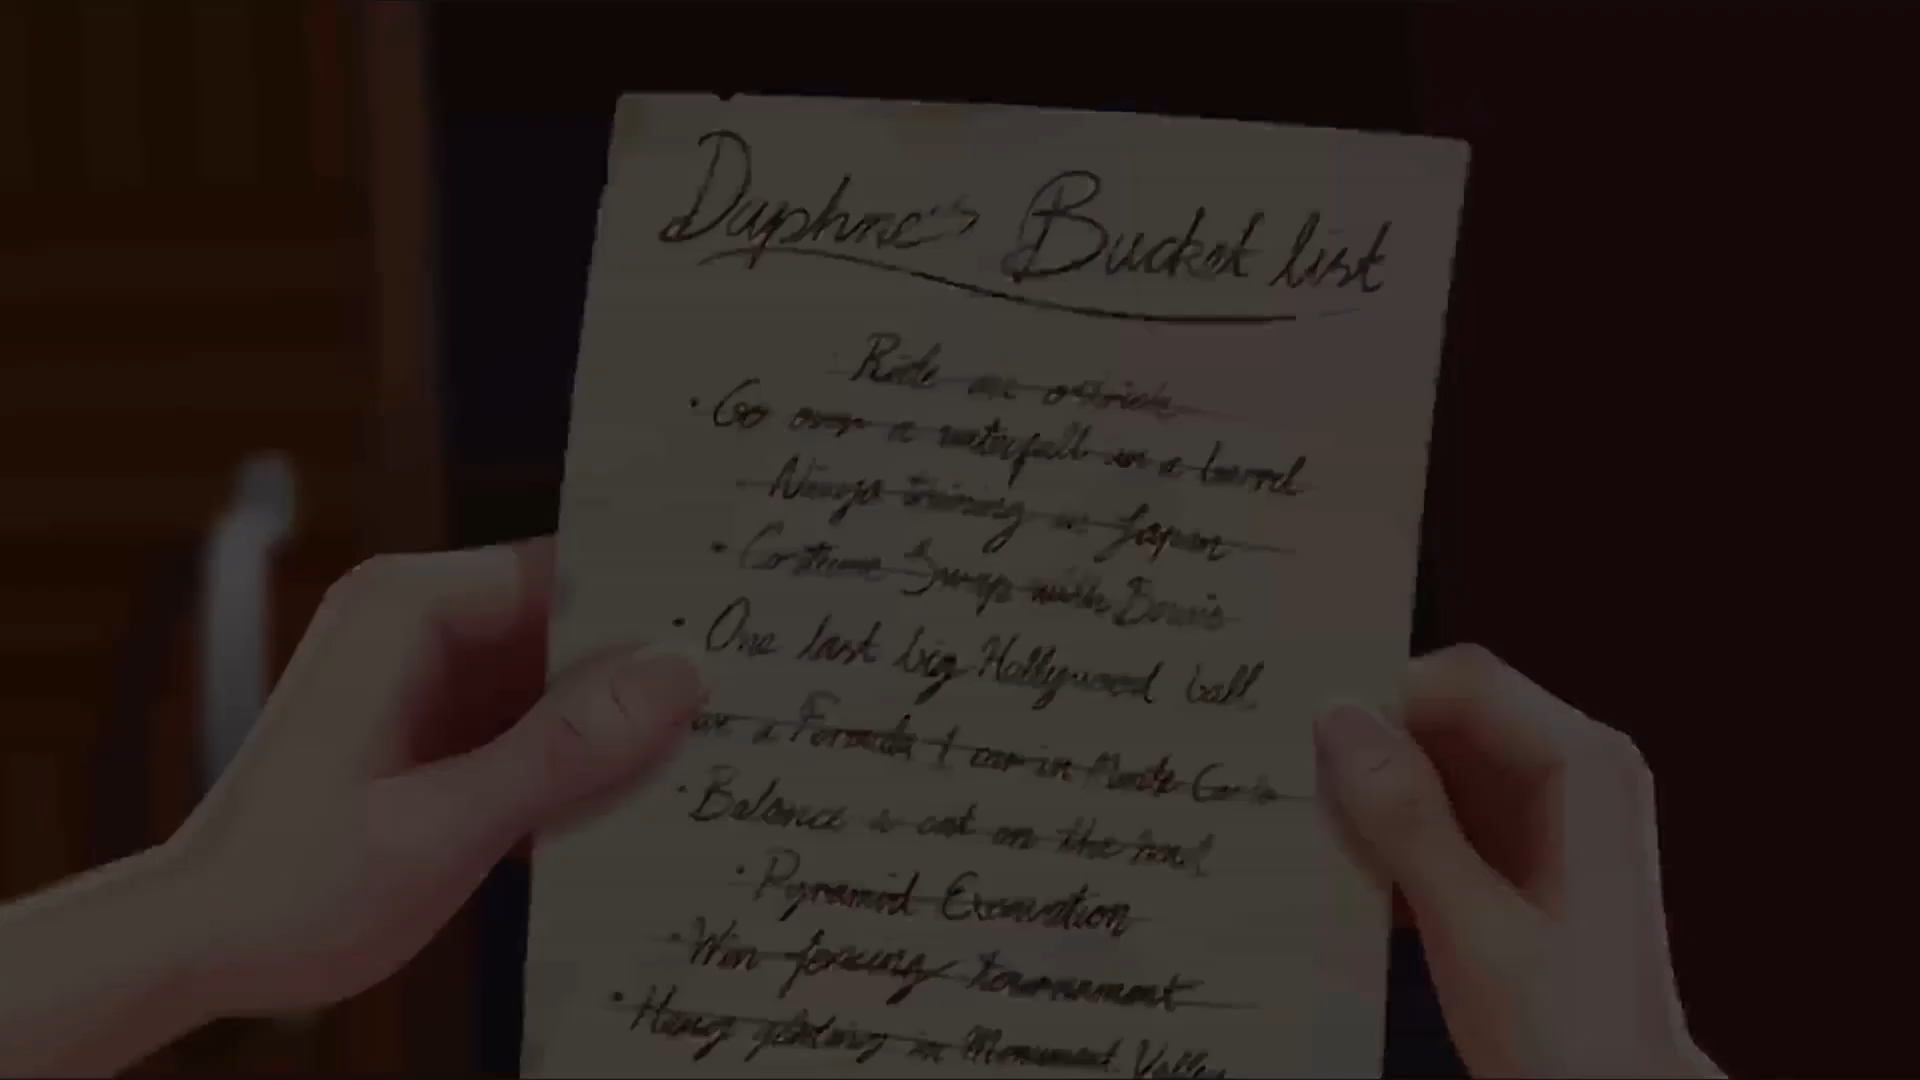 Daphne's Bucket list
Ride an ostrich
• Go over a waterfall in a barrel
Ninja training in Japan
• Costume Swap with Bowie
• One last big Hollywood ball
a Formula 1 car in Monte Carlo
• Balance a cat on the head
• Pyramid Excavation
• Win fencing tournament
• Hang gliding in Monument Valley